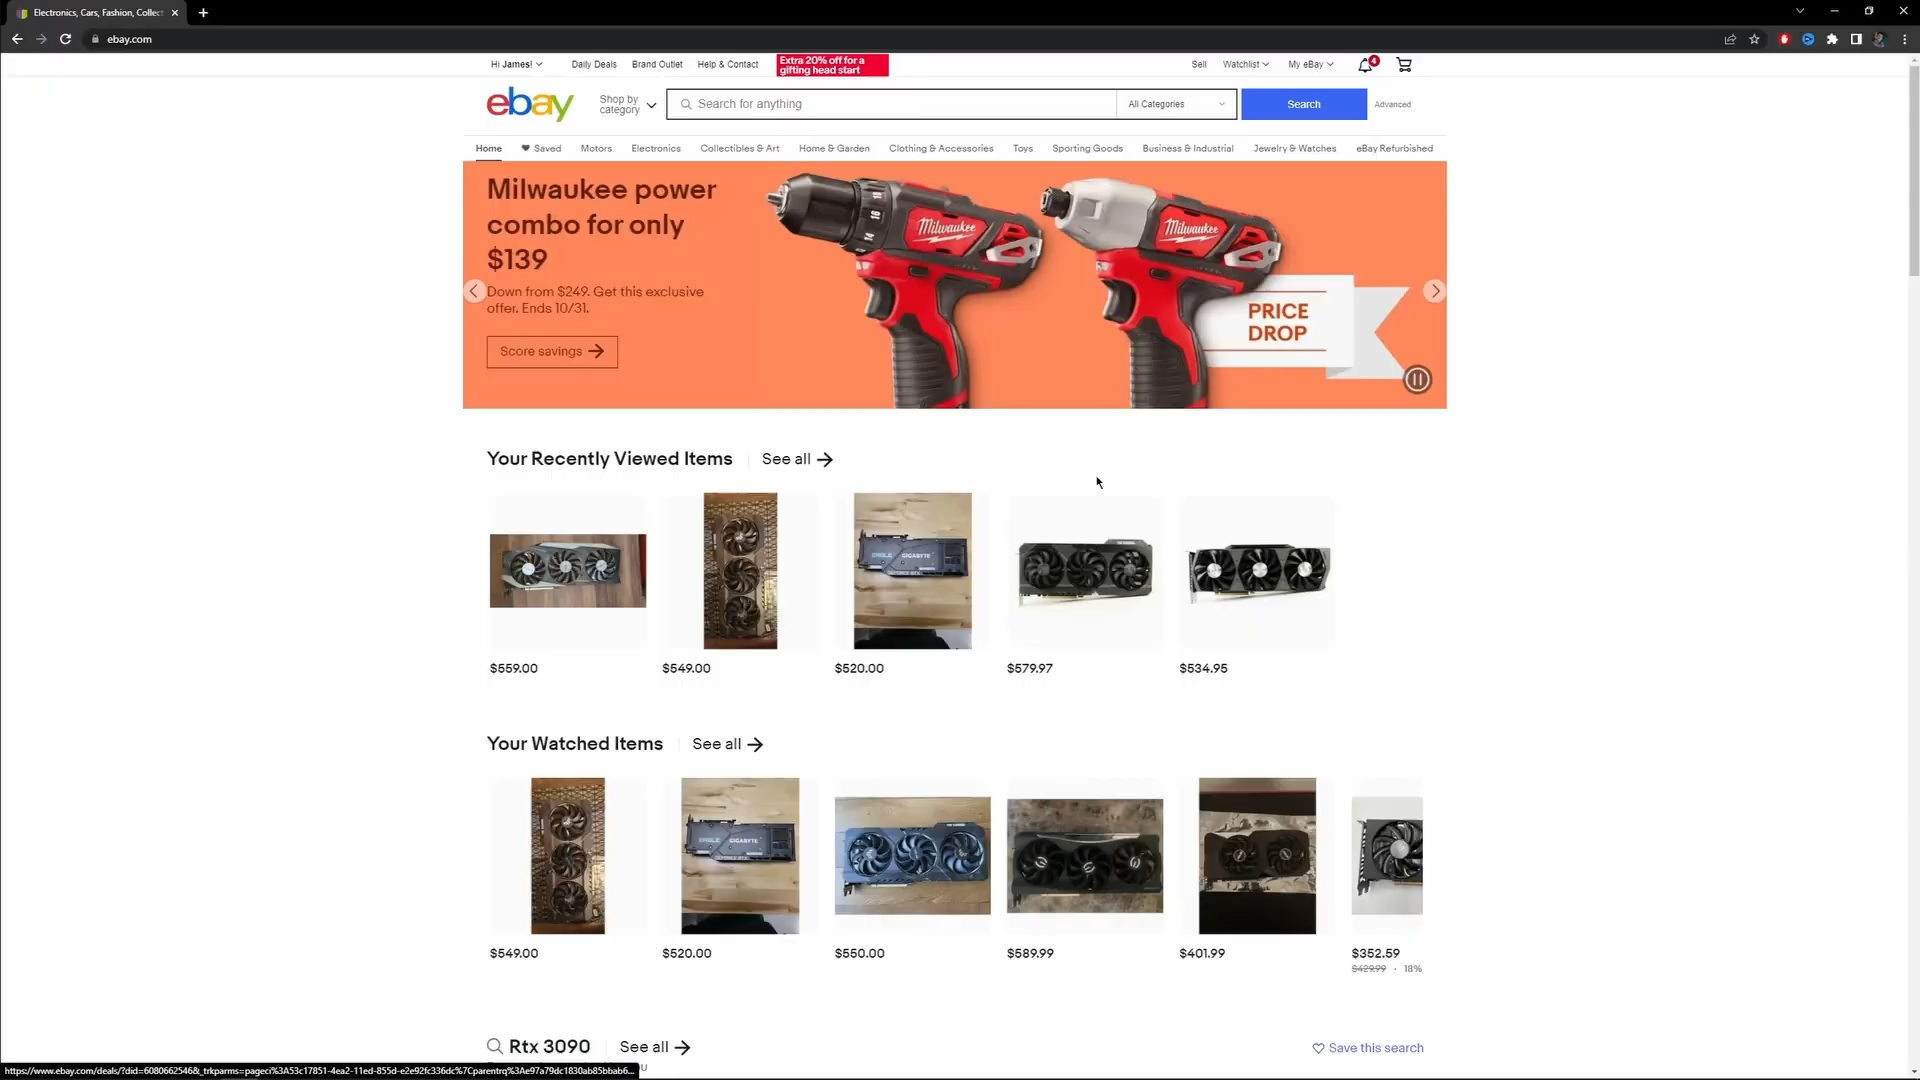 Electronics, Cars, Fashion, Collect
ebay.com
Hi James!
Daily Deals
Brand Outlet
Help & Contact
Extra 20% off for a
gifting head start
Sell
Watchlist
My eBay
4
ebay
Shop by
category
Search for anything
All Categories
Search
Advanced
Home
Saved
Motors
Electronics
Collectibles & Art
Home & Garden
Clothing & Accessories
Toys
Sporting Goods
Business & Industrial
Jewelry & Watches
eBay Refurbished
Milwaukee power
combo for only
$139
Down from $249. Get this exclusive
offer. Ends 10/31.
Score savings
Milwaukee
Milwaukee
PRICE
DROP
Your Recently Viewed Items
See all
GIGABYTE
$559.00
$549.00
$520.00
$579.97
$534.95
Your Watched Items
See all
GIGABYTE
$549.00
$520.00
$550.00
$589.99
$401.99
$352.59
$429.99 · 18%
Rtx 3090
See all
Save this search